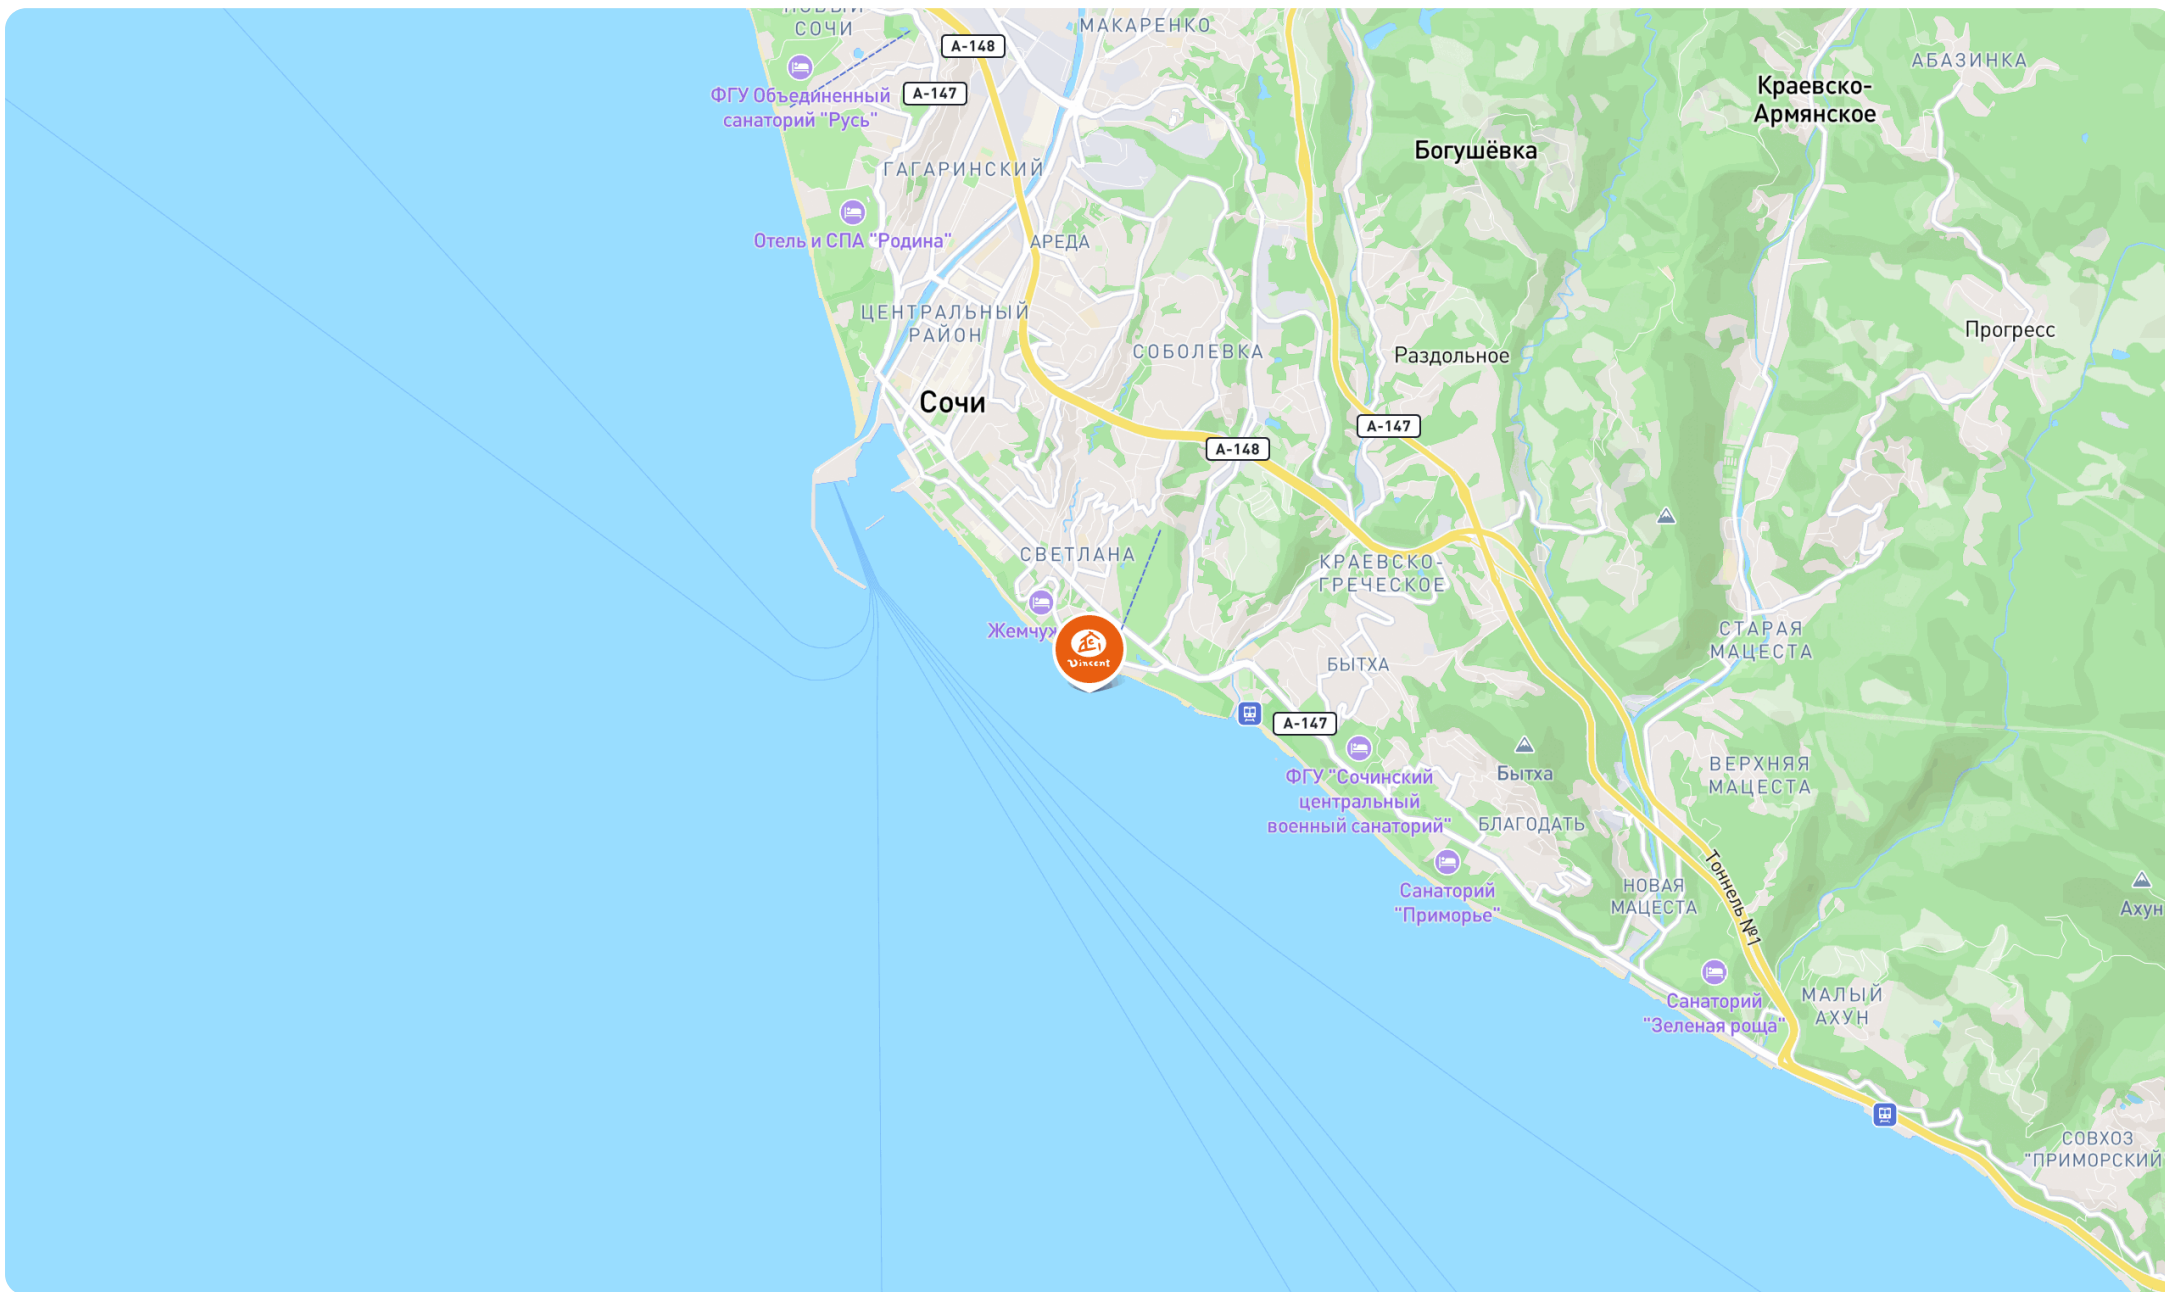 НОВЫЙ
СОЧИ
МАКАРЕНКО
А-148
АБАЗИНКА
ФГУ Объединенный
санаторий "Русь"
А-147
Краевско-
Армянское
Богушёвка
ГАГАРИНСКИЙ
Отель и СПА "Родина"
АРЕДА
ЦЕНТРАЛЬНЫЙ
РАЙОН
Прогресс
СОБОЛЕВКА
Раздольное
Сочи
А-147
А-148
СВЕТЛАНА
КРАЕВСКО-
ГРЕЧЕСКОЕ
Жемчуж
Vincent
СТАРАЯ
МАЦЕСТА
БЫТХА
А-147
ФГУ "Сочинский
центральный
военный санаторий"
Бытха
ВЕРХНЯЯ
МАЦЕСТА
БЛАГОДАТЬ
Тоннель №1
Санаторий
"Приморье"
НОВАЯ
МАЦЕСТА
Ахун
Санаторий
"Зеленая роща"
МАЛЫЙ
АХУН
СОВХОЗ
"ПРИМОРСКИЙ